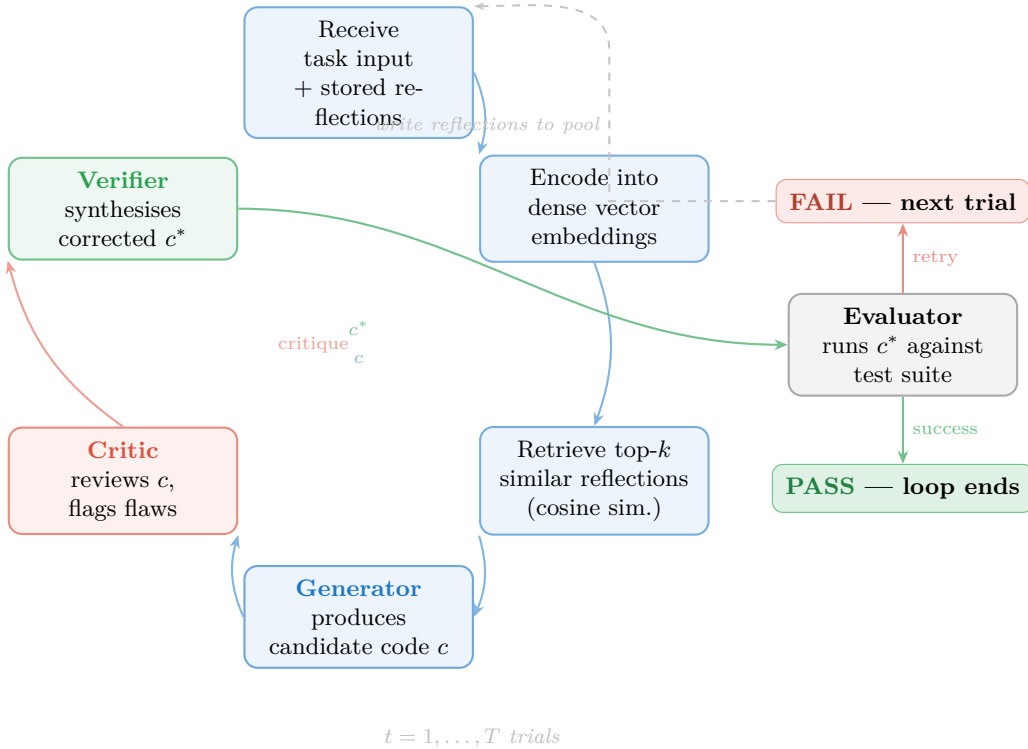 Receive
task input
+ stored re-
flections
write reflections to pool
Verifier
synthesises
corrected c*
Encode into
dense vector
embeddings
FAIL — next trial
retry
Evaluator
runs c* against
test suite
critique
c*
c
success
Critic
reviews c,
flags flaws
Retrieve top-k
similar reflections
(cosine sim.)
PASS — loop ends
Generator
produces
candidate code c
t = 1, . . . , T trials